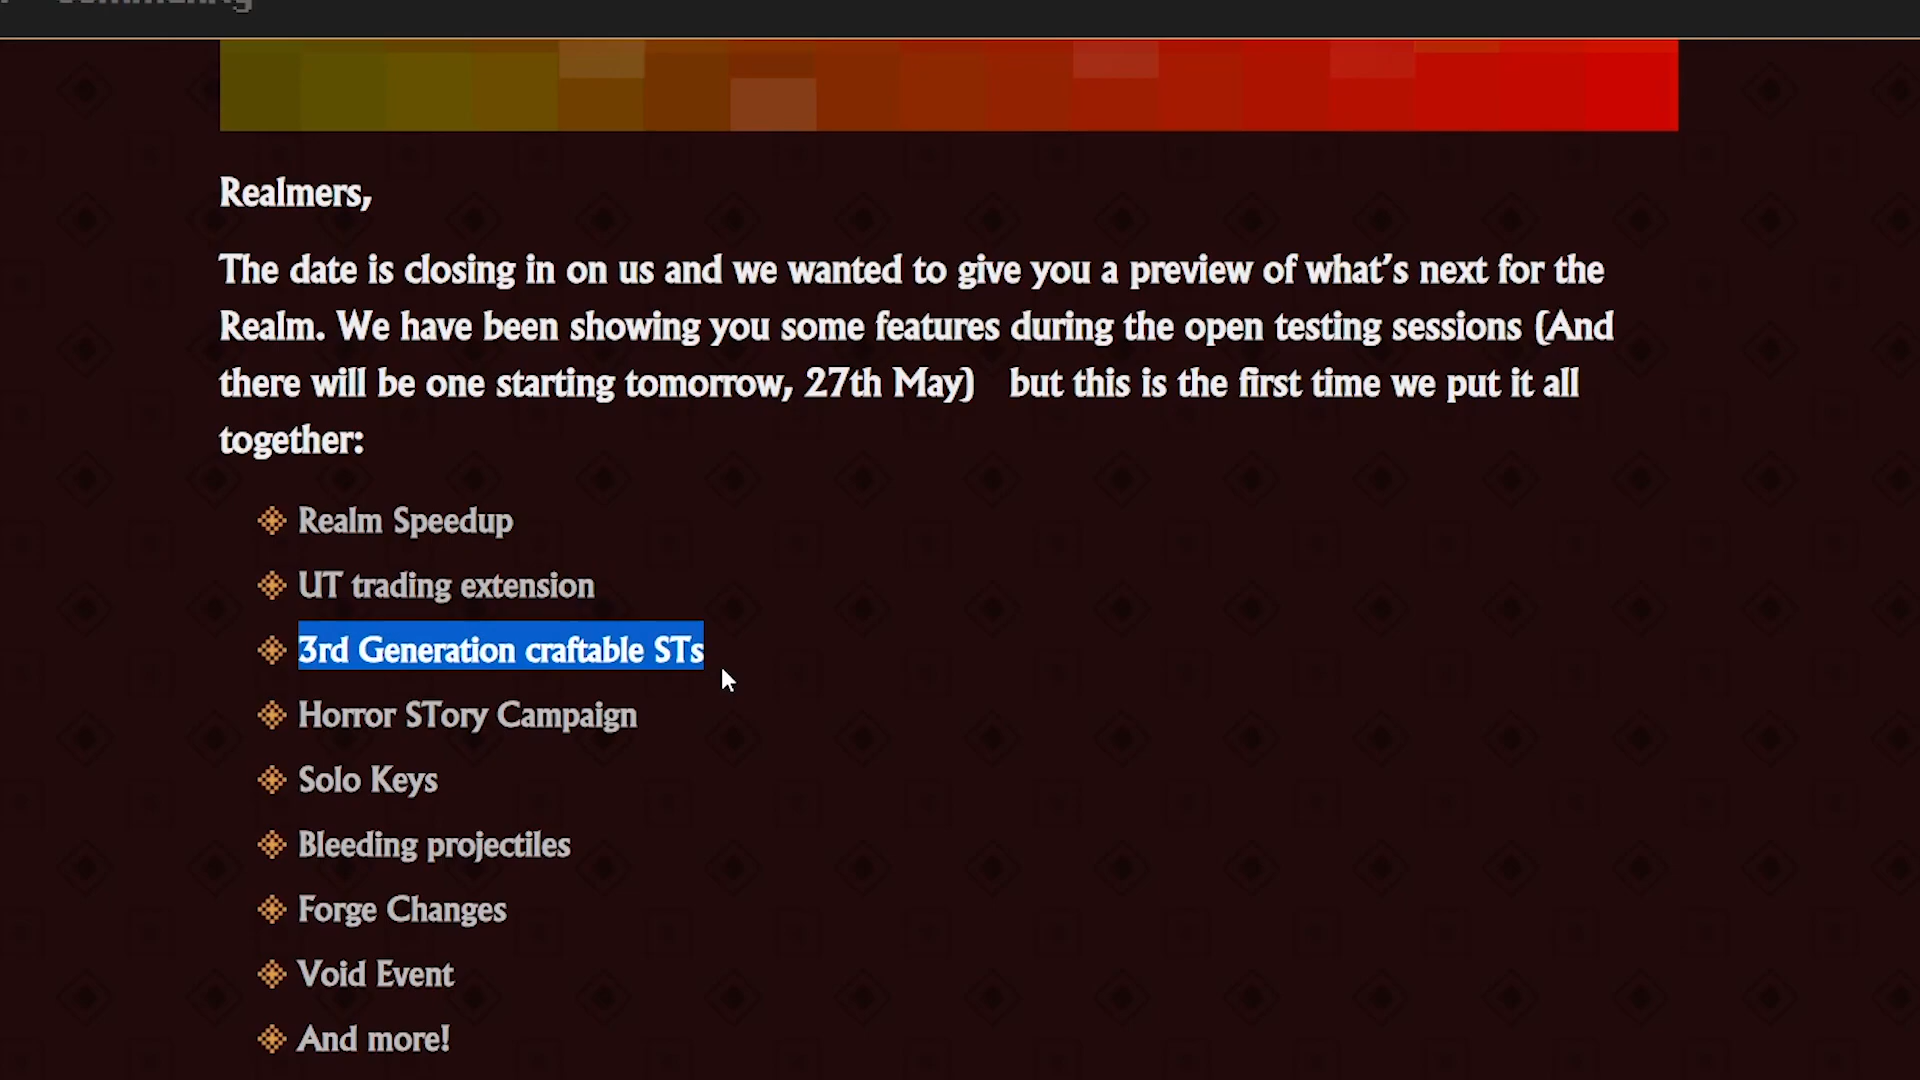 Realmers,
The date is closing in on us and we wanted to give you a preview of what’s next for the
Realm. We have been showing you some features during the open testing sessions (And
there will be one starting tomorrow, 27th May) but this is the first time we put it all
together:
Realm Speedup
UT trading extension
3rd Generation craftable STs
Horror STory Campaign
Solo Keys
Bleeding projectiles
Forge Changes
Void Event
And more!